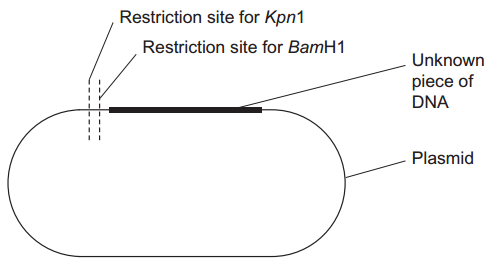 Restriction site for Kpn1
Restriction site for BamH1
Unknown
piece of
DNA
Plasmid